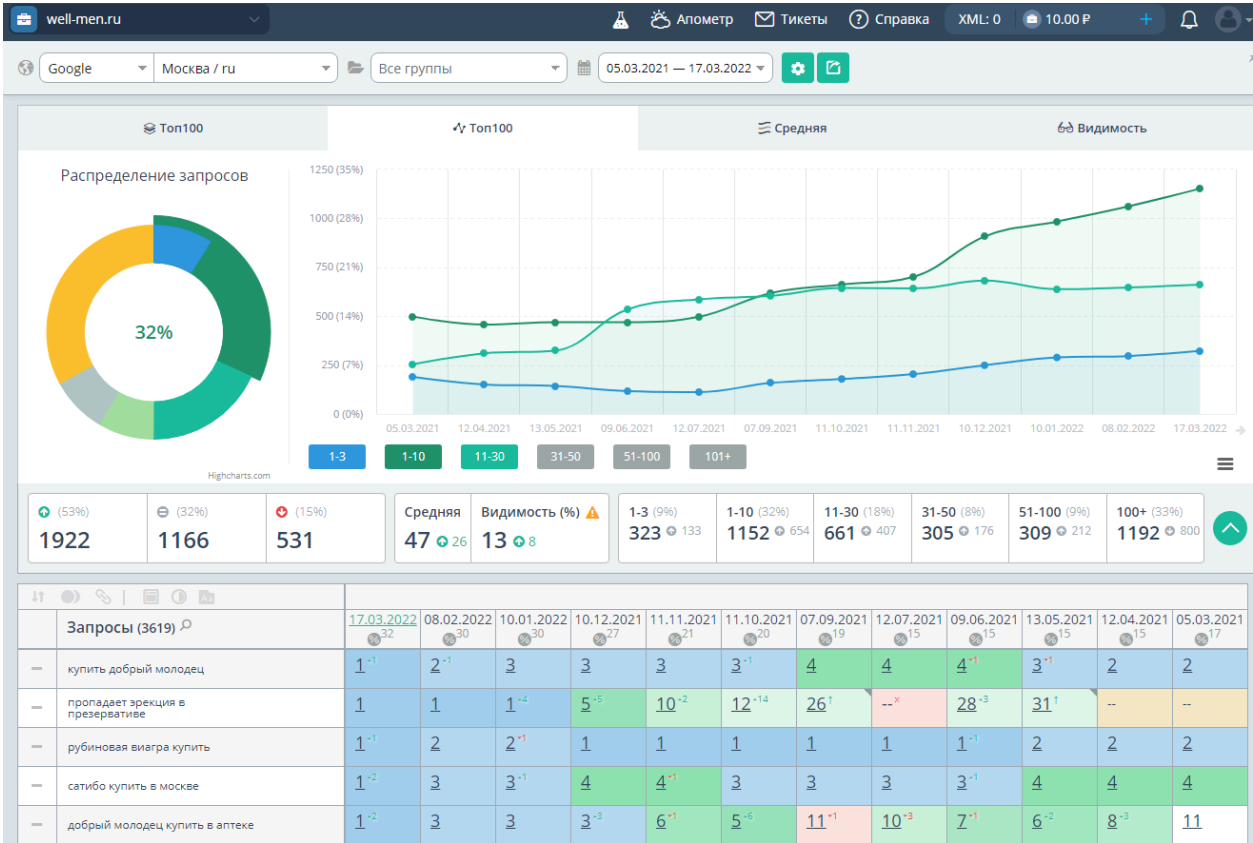 well-men.ru Апометр Тикеты Справка XML: 0 10.00 ₽ +
Google Москва / ru Все группы 05.03.2021 — 17.03.2022
Топ100 Топ100 Средняя Видимость
Распределение запросов
32%
Highcharts.com
1250 (35%)
1000 (28%)
750 (21%)
500 (14%)
250 (7%)
0 (0%)
05.03.2021 12.04.2021 13.05.2021 09.06.2021 12.07.2021 07.09.2021 11.10.2021 11.11.2021 10.12.2021 10.01.2022 08.02.2022 17.03.2022
1-3 1-10 11-30 31-50 51-100 101+
(53%) (32%) (15%) Средняя Видимость (%) 1-3 (9%) 1-10 (32%) 11-30 (18%) 31-50 (8%) 51-100 (9%) 100+ (33%)
1922 1166 531 47 26 13 8 323 133 1152 654 661 407 305 176 309 212 1192 800
Запросы (3619) 17.03.2022 08.02.2022 10.01.2022 10.12.2021 11.11.2021 11.10.2021 07.09.2021 12.07.2021 09.06.2021 13.05.2021 12.04.2021 05.03.2021
%32 %30 %30 %27 %21 %20 %19 %15 %15 %15 %15 %17
купить добрый молодец 1 +1 2 +1 3 3 3 3 +1 4 4 4 +1 3 +1 2 2
пропадает эрекция в
презервативе 1 1 1 +4 5 +5 10 +2 12 +14 26 ↑ -- x 28 +3 31 ↑ -- --
рубиновая виагра купить 1 +1 2 2 +1 1 1 1 1 1 1 +1 2 2 2
сатибо купить в москве 1 +2 3 3 +1 4 4 +1 3 3 3 3 +1 4 4 4
добрый молодец купить в аптеке 1 +2 3 3 3 +3 6 +1 5 +6 11 +1 10 +3 7 +1 6 +2 8 +3 11